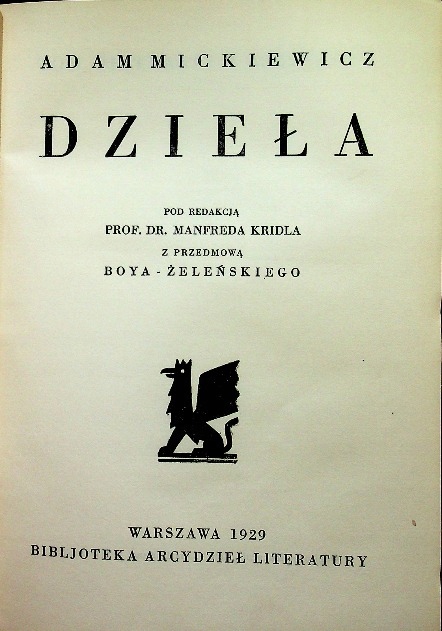 ADAM MICKIEWICZ
DZIEŁA
POD REDAKCJĄ
PROF. DR. MANFREDA KRIDLA
Z PRZEDMOWĄ
BOYA - ŻELEŃSKIEGO
WARSZAWA 1929
BIBLJOTEKA ARCYDZIEŁ LITERATURY